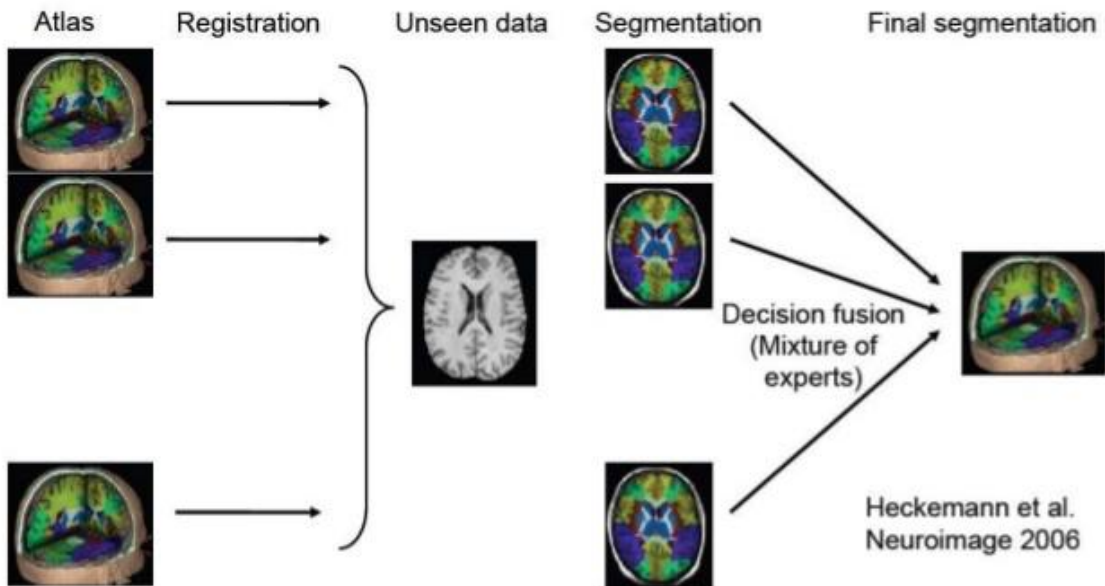 Atlas
Registration
Unseen data
Segmentation
Final segmentation
Decision fusion
(Mixture of
experts)
Heckemann et al.
Neuroimage 2006